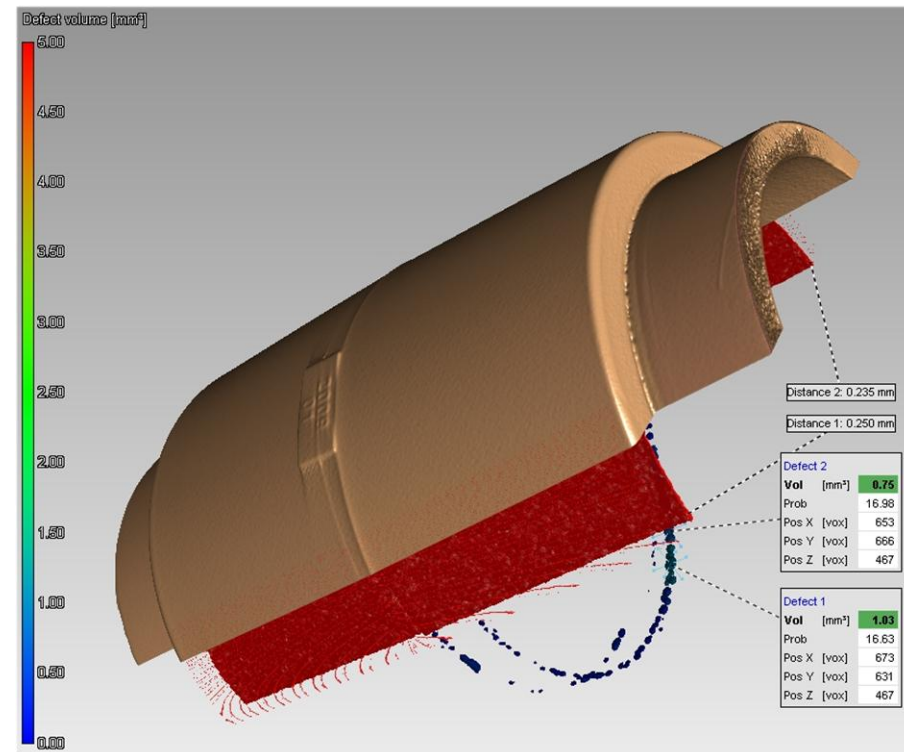 Defect volume [mm³]
5.00
4.50
4.00
3.50
3.00
2.50
2.00
1.50
1.00
0.50
0.00
Distance 2: 0.235 mm
Distance 1: 0.250 mm
Defect 2
Vol [mm³] 0.75
Prob 16.98
Pos X [vox] 653
Pos Y [vox] 666
Pos Z [vox] 467
Defect 1
Vol [mm³] 1.03
Prob 16.63
Pos X [vox] 673
Pos Y [vox] 631
Pos Z [vox] 467